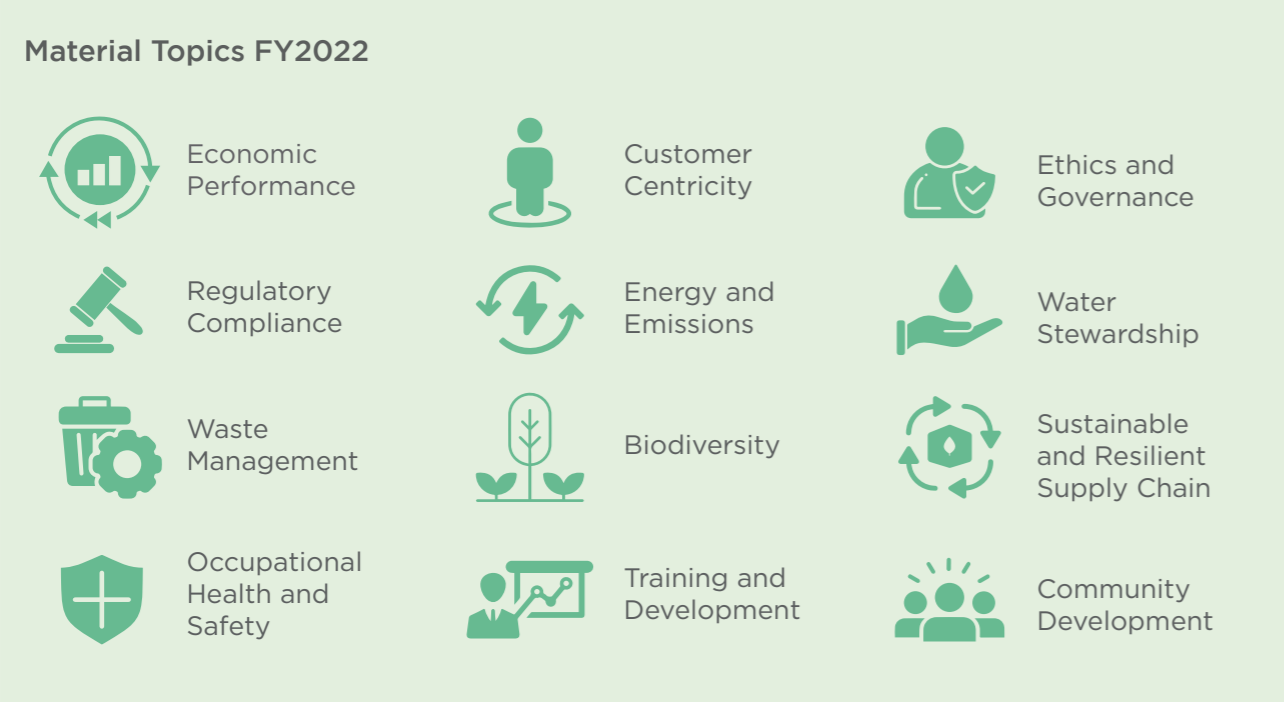 Material Topics FY2022
Economic
Performance
Customer
Centricity
Ethics and
Governance
Regulatory
Compliance
Energy and
Emissions
Water
Stewardship
Waste
Management
Biodiversity
Sustainable
and Resilient
Supply Chain
Occupational
Health and
Safety
Training and
Development
Community
Development